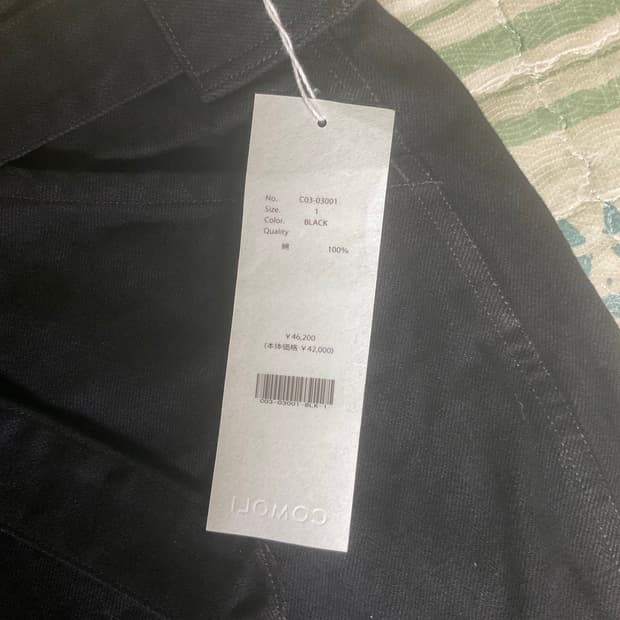 No. C03-03001
Size. 1
Color. BLACK
Quality
綿 100%
￥46,200
(本体価格 ￥42,000)
C03-03001-BLK-1
COMOLI